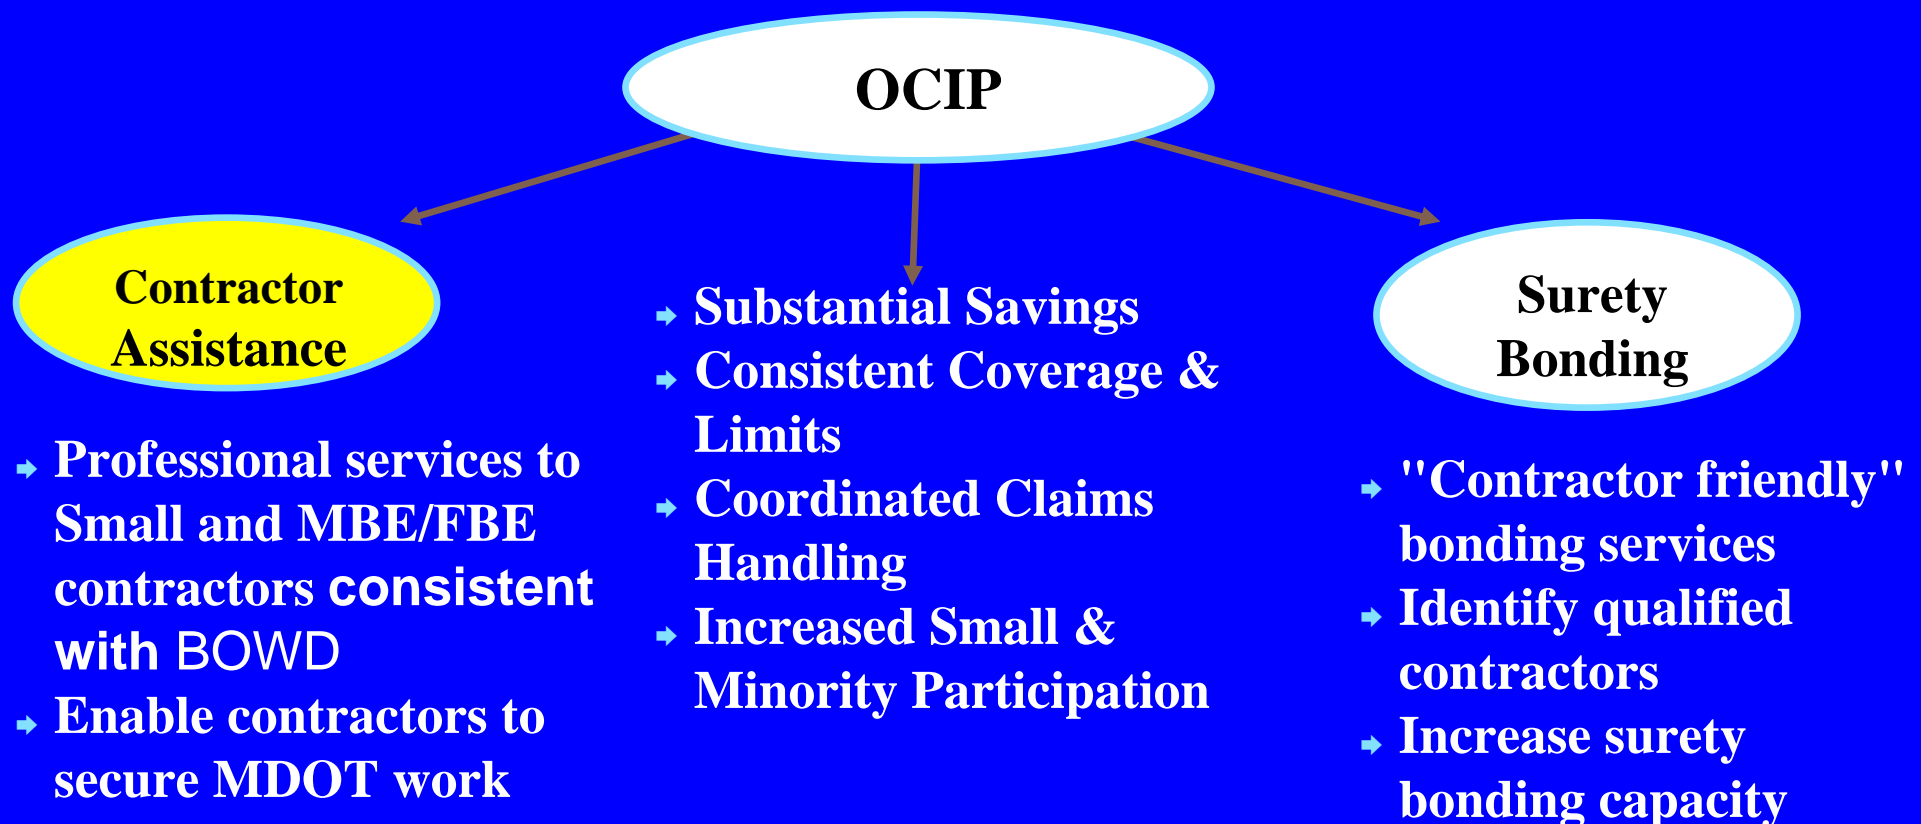 OCIP
Contractor
Assistance
Professional services to
Small and MBE/FBE
contractors consistent
with BOWD
Enable contractors to
secure MDOT work
Substantial Savings
Consistent Coverage &
Limits
Coordinated Claims
Handling
Increased Small &
Minority Participation
Surety
Bonding
"Contractor friendly"
bonding services
Identify qualified
contractors
Increase surety
bonding capacity